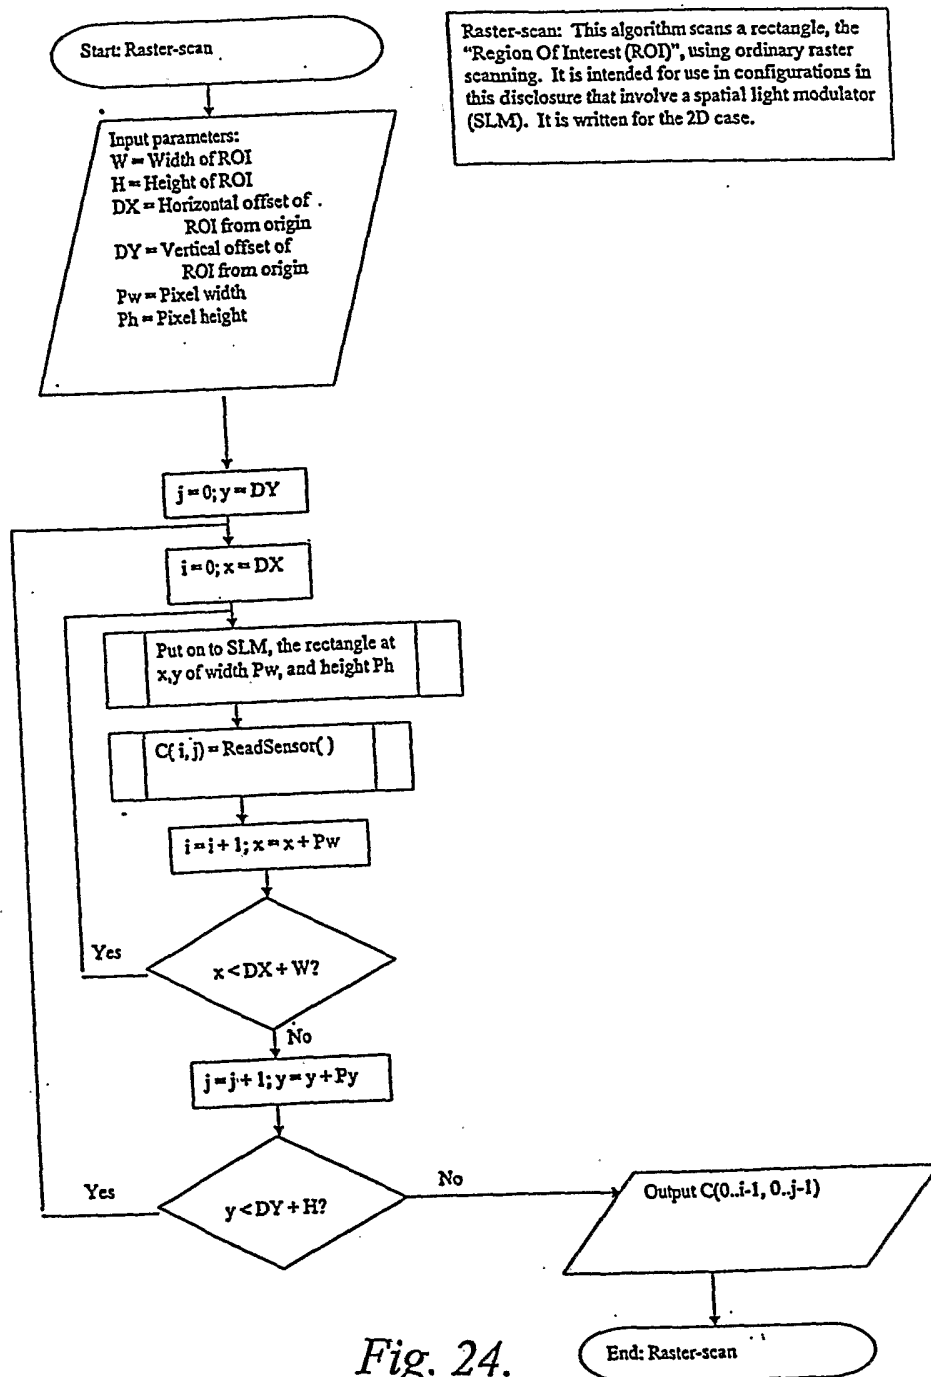 Start: Raster-scan
Raster-scan: This algorithm scans a rectangle, the
“Region Of Interest (ROI)”, using ordinary raster
scanning. It is intended for use in configurations in
this disclosure that involve a spatial light modulator
(SLM). It is written for the 2D case.
Input parameters:
W = Width of ROI
H = Height of ROI
DX = Horizontal offset of
ROI from origin
DY = Vertical offset of
ROI from origin
Pw = Pixel width
Ph = Pixel height
j = 0; y = DY
i = 0; x = DX
Put on to SLM, the rectangle at
x,y of width Pw, and height Ph
C( i, j) = ReadSensor( )
i = i + 1; x = x + Pw
Yes
x < DX + W?
No
j = j + 1; y = y + Py
Yes
y < DY + H?
No
Output C(0..i-1, 0..j-1)
End: Raster-scan
Fig. 24.